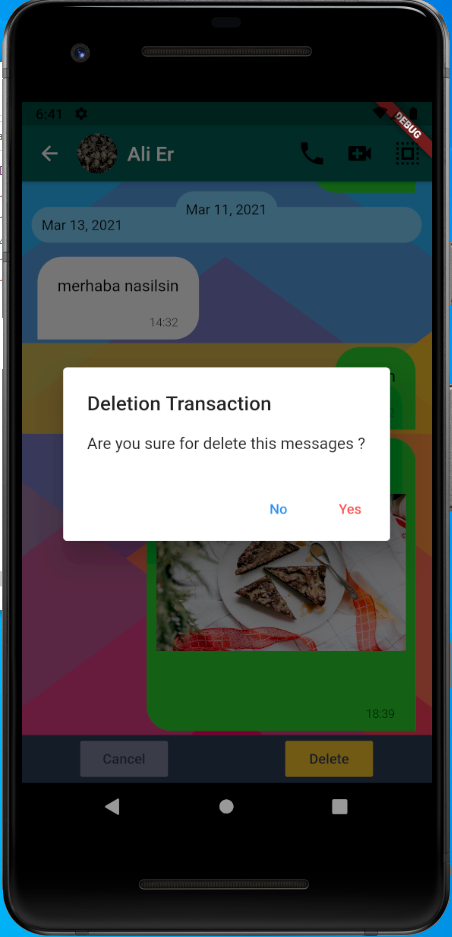 6:41
DEBUG
Ali Er
Mar 11, 2021
Mar 13, 2021
merhaba nasilsin
14:32
Deletion Transaction
Are you sure for delete this messages ?
No
Yes
18:39
Cancel
Delete